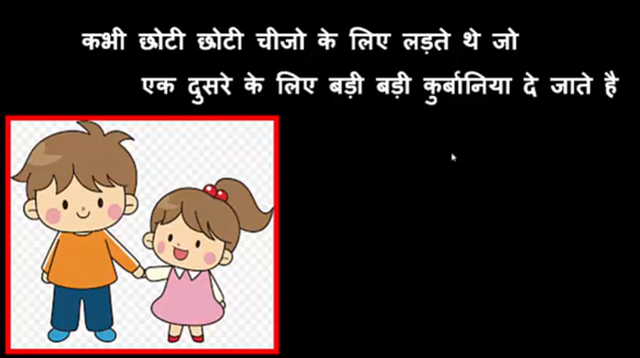 कभी छोटी छोटी चीजो के लिए लड़ते थे जो
एक दुसरे के लिए बड़ी बड़ी कुर्बानिया दे जाते है